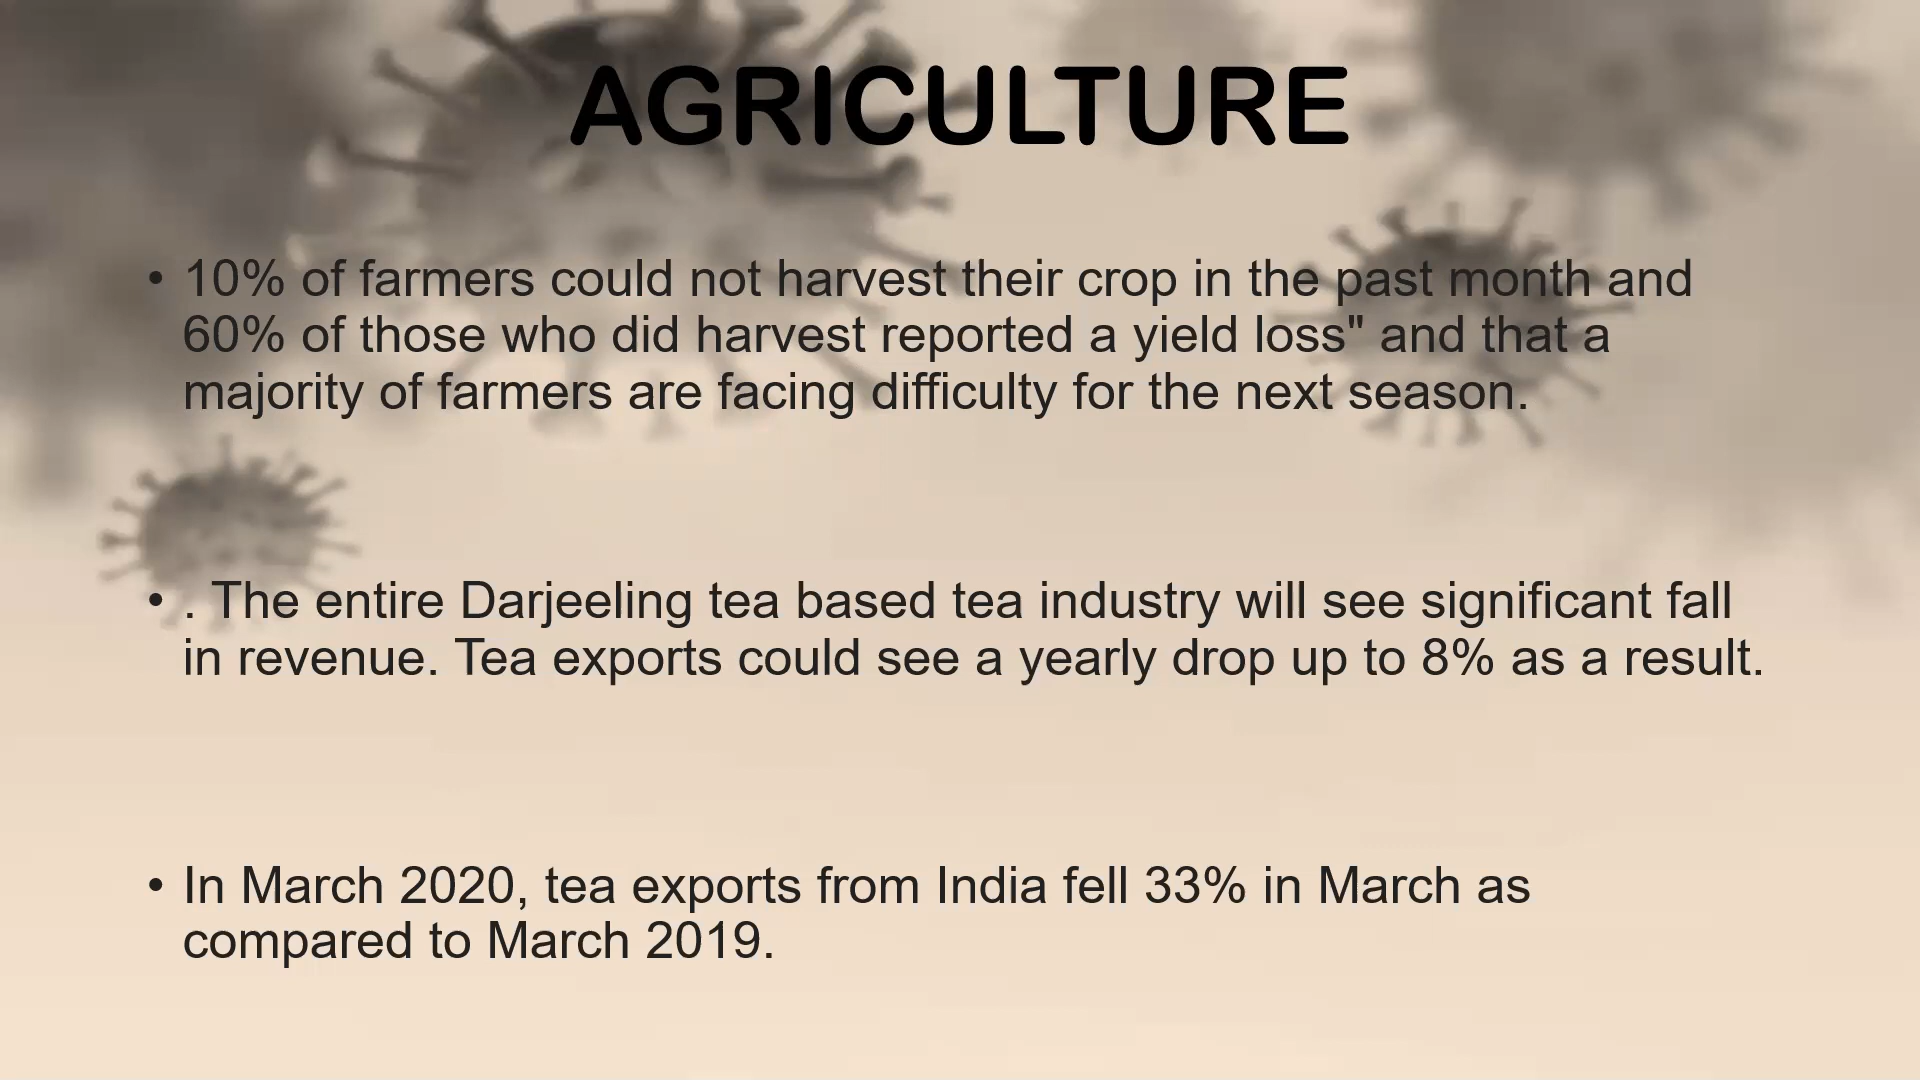 AGRICULTURE
• 10% of farmers could not harvest their crop in the past month and
60% of those who did harvest reported a yield loss" and that a
majority of farmers are facing difficulty for the next season.
• . The entire Darjeeling tea based tea industry will see significant fall
in revenue. Tea exports could see a yearly drop up to 8% as a result.
• In March 2020, tea exports from India fell 33% in March as
compared to March 2019.